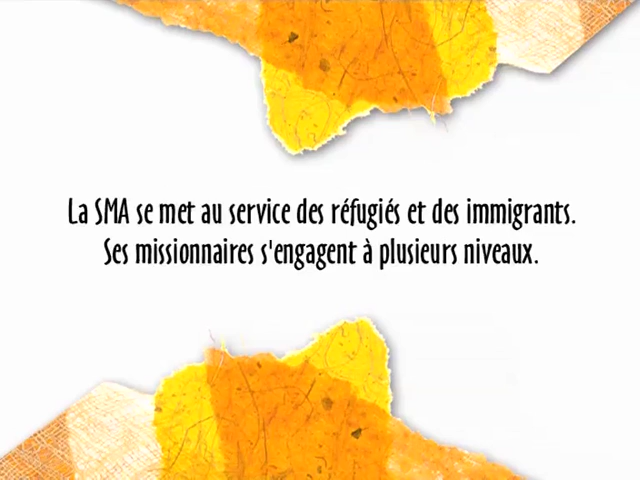 La SMA se met au service des réfugiés et des immigrants.
Ses missionnaires s'engagent à plusieurs niveaux.